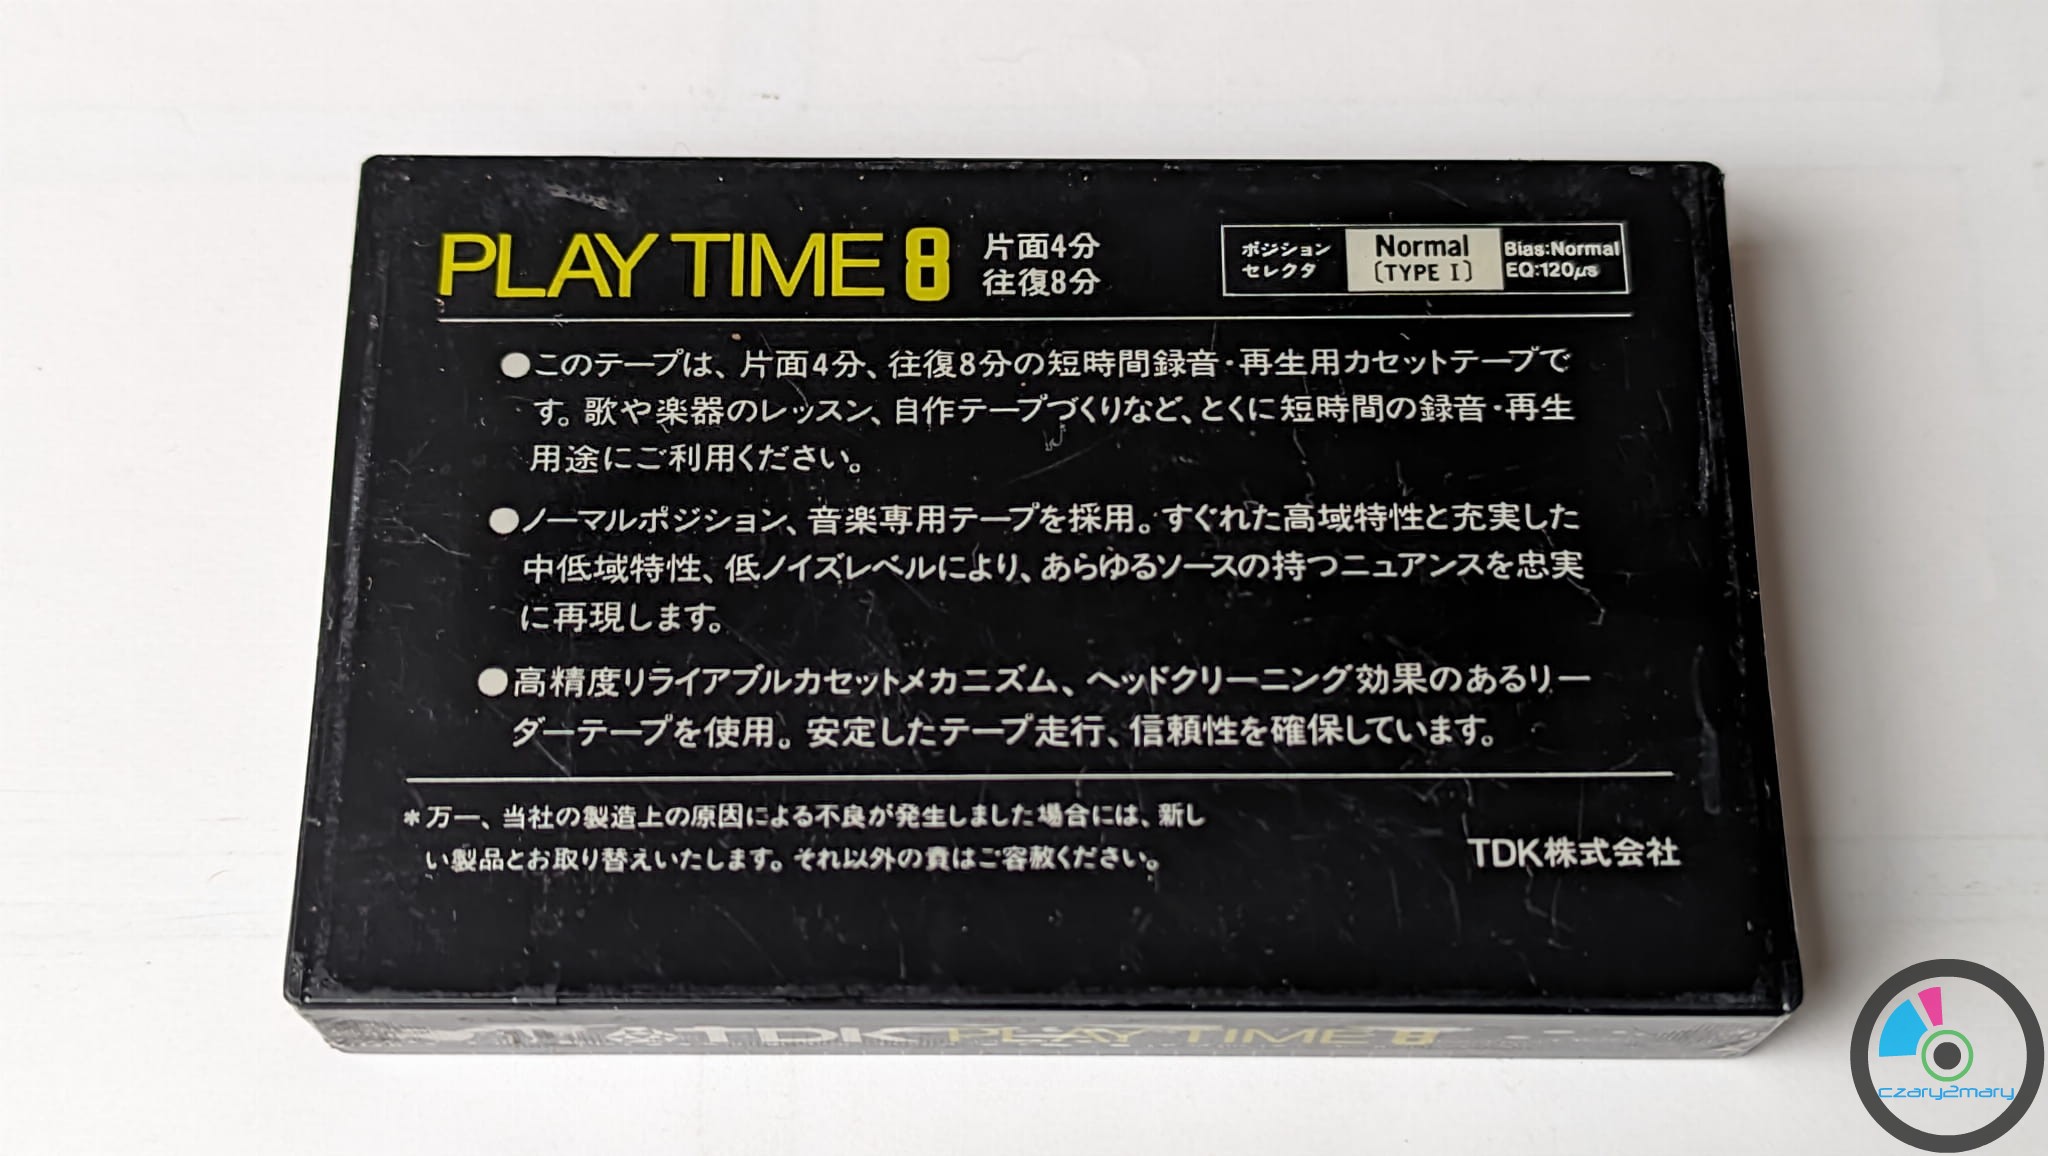 PLAY TIME 8
片面4分
往復8分
ポジション
セレクタ
Normal
〔TYPE I〕
Bias:Normal
EQ:120μs
●このテープは、片面4分、往復8分の短時間録音・再生用カセットテープで
す。歌や楽器のレッスン、自作テープづくりなど、とくに短時間の録音・再生
用途にご利用ください。
●ノーマルポジション、音楽専用テープを採用。すぐれた高域特性と充実した
中低域特性、低ノイズレベルにより、あらゆるソースの持つニュアンスを忠実
に再現します。
●高精度リライアブルカセットメカニズム、ヘッドクリーニング効果のあるリー
ダーテープを使用。安定したテープ走行、信頼性を確保しています。
*万一、当社の製造上の原因による不良が発生しました場合には、新し
い製品とお取り替えいたします。それ以外の責はご容赦ください。
TDK株式会社
TDK PLAY TIME 8
czary2mary